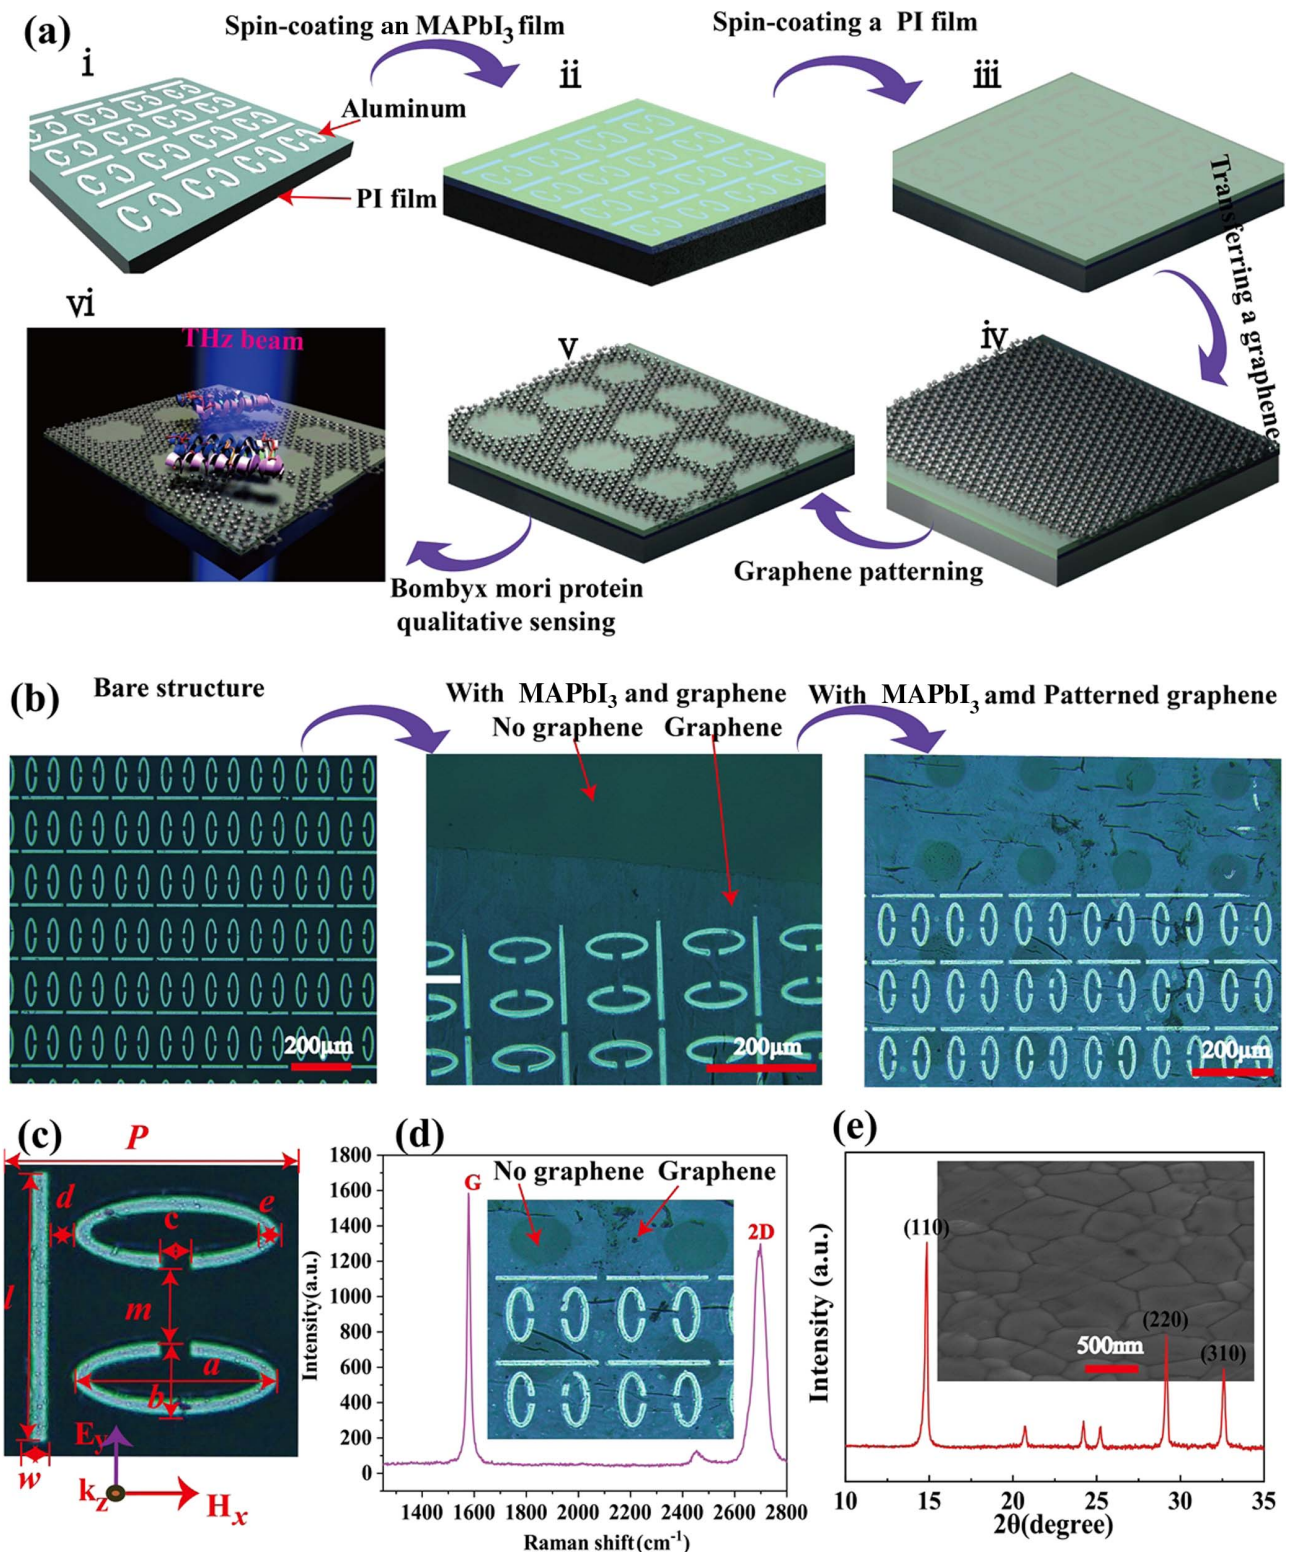 (a)
Spin-coating an MAPbI3 film
Spin-coating a PI film
i
ii
iii
Aluminum
PI film
Transferring a graphene
vi
THz beam
v
iv
Graphene patterning
Bombyx mori protein
qualitative sensing
(b)
Bare structure
With MAPbI3 and graphene
With MAPbI3 amd Patterned graphene
No graphene Graphene
200μm
200μm
200μm
(c)
P
d
e
c
l
m
a
b
w
Ey
kz
Hx
(d)
No graphene Graphene
G
2D
Intensity(a.u.)
1800
1600
1400
1200
1000
800
600
400
200
0
1400 1600 1800 2000 2200 2400 2600 2800
Raman shift(cm-1)
(e)
(110)
(220)
(310)
500nm
Intensity (a.u.)
10 15 20 25 30 35
2θ(degree)